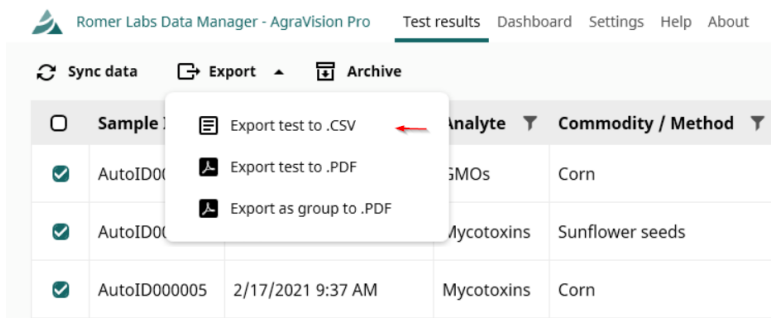 Romer Labs Data Manager - AgraVision Pro Test results Dashboard Settings Help About
Sync data Export Archive
Sample Analyte Commodity / Method
Export test to .CSV
GMOs Corn
Export test to .PDF
Mycotoxins Sunflower seeds
Export as group to .PDF
AutoID000005 2/17/2021 9:37 AM Mycotoxins Corn